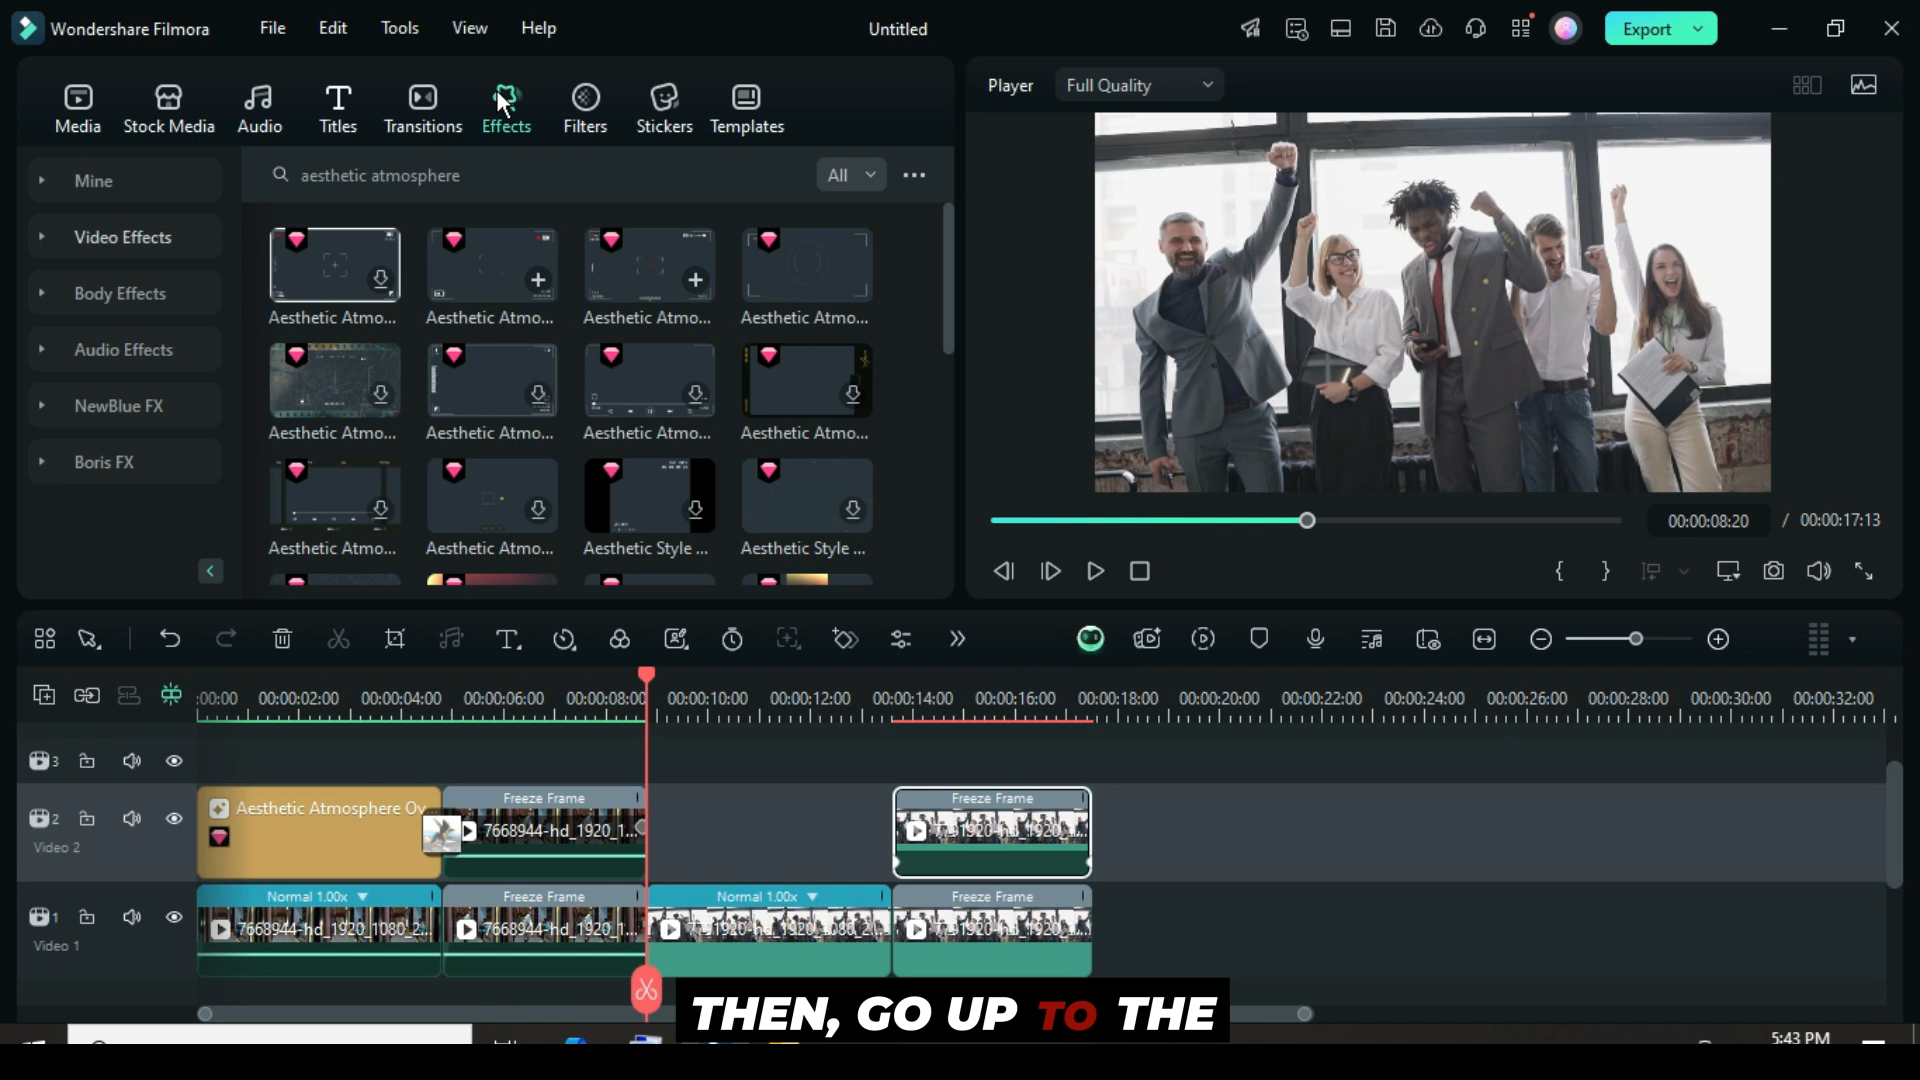 Wondershare Filmora
File
Edit
Tools
View
Help
Untitled
Export
Media
Stock Media
Audio
Titles
Transitions
Effects
Filters
Stickers
Templates
Player
Full Quality
Mine
Video Effects
Body Effects
Audio Effects
NewBlue FX
Boris FX
aesthetic atmosphere
All
Aesthetic Atmo...
Aesthetic Atmo...
Aesthetic Atmo...
Aesthetic Atmo...
Aesthetic Atmo...
Aesthetic Atmo...
Aesthetic Atmo...
Aesthetic Atmo...
Aesthetic Atmo...
Aesthetic Atmo...
Aesthetic Style ...
Aesthetic Style ...
00:00:08:20 / 00:00:17:13
:00:00 00:00:02:00 00:00:04:00 00:00:06:00 00:00:08:00 00:00:10:00 00:00:12:00 00:00:14:00 00:00:16:00 00:00:18:00 00:00:20:00 00:00:22:00 00:00:24:00 00:00:26:00 00:00:28:00 00:00:30:00 00:00:32:00
3
2
Video 2
Aesthetic Atmosphere Ov
Freeze Frame
7668944-hd_1920_1...
Freeze Frame
1
Video 1
Normal 1.00x
7668944-hd_1920_1080_2...
Freeze Frame
7668944-hd_1920_1...
Normal 1.00x
Freeze Frame
THEN, GO UP TO THE
5:43 PM